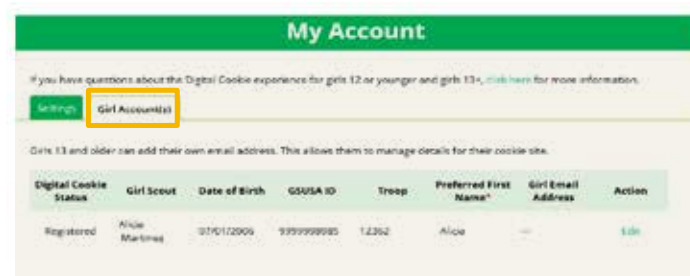 My Account
If you have questions about the Digital Cookie experience for girls 12 or younger and girls 13+, click here for more information.
Settings Girl Account(s)
Girls 13 and older can add their own email address. This allows them to manage details for their cookie site.
Digital Cookie Status Girl Scout Date of Birth GSUSA ID Troop Preferred First Name* Girl Email Address Action
Registered Alicia Martinez 07/01/2006 12362 Alicia — Edit